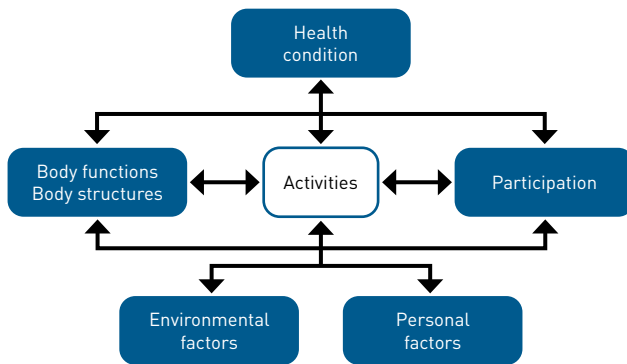 Health
condition
Body functions
Body structures
Activities
Participation
Environmental
factors
Personal
factors